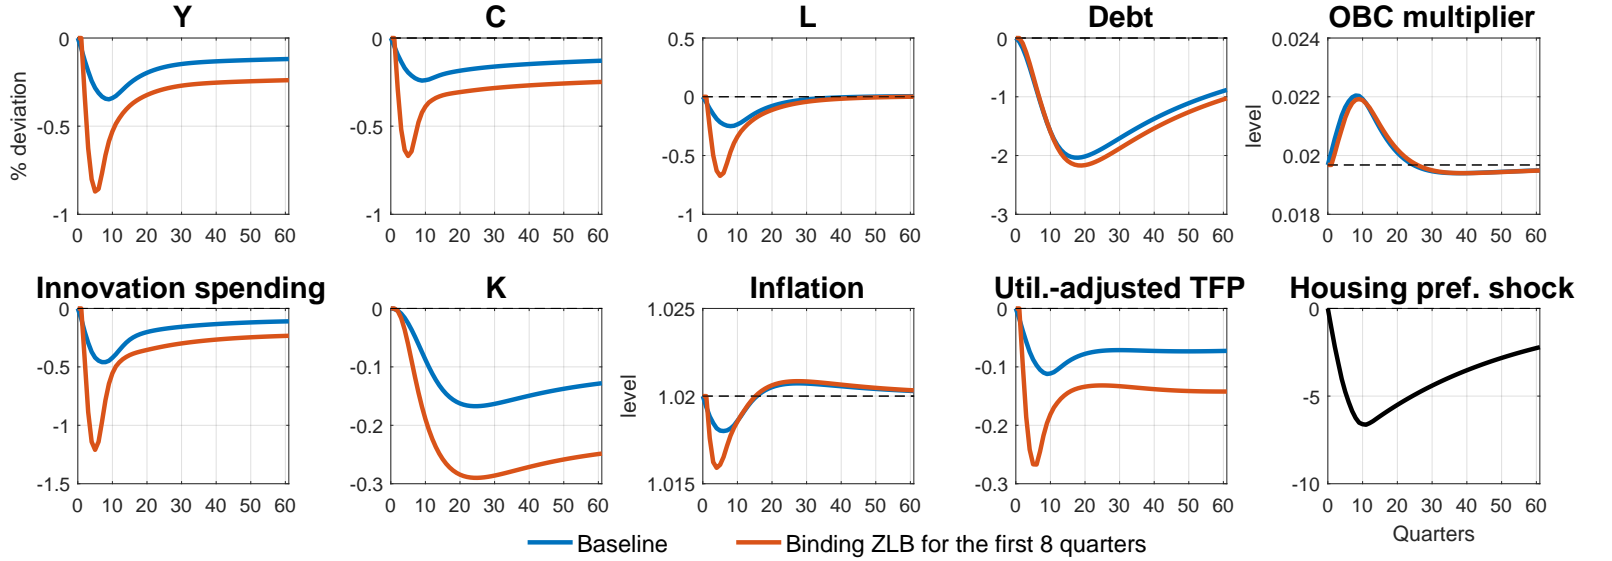 Y
C
L
Debt
OBC multiplier
0
-0.5
-1
% deviation
0 10 20 30 40 50 60
0
-0.5
-1
0 10 20 30 40 50 60
0.5
0
-0.5
-1
0 10 20 30 40 50 60
0
-1
-2
-3
0 10 20 30 40 50 60
0.024
0.022
0.02
0.018
level
0 10 20 30 40 50 60
Innovation spending
K
Inflation
Util.-adjusted TFP
Housing pref. shock
0
-0.5
-1
-1.5
0 10 20 30 40 50 60
0
-0.1
-0.2
-0.3
0 10 20 30 40 50 60
1.025
1.02
1.015
level
0 10 20 30 40 50 60
0
-0.1
-0.2
-0.3
0 10 20 30 40 50 60
0
-5
-10
0 10 20 30 40 50 60
Quarters
Baseline
Binding ZLB for the first 8 quarters